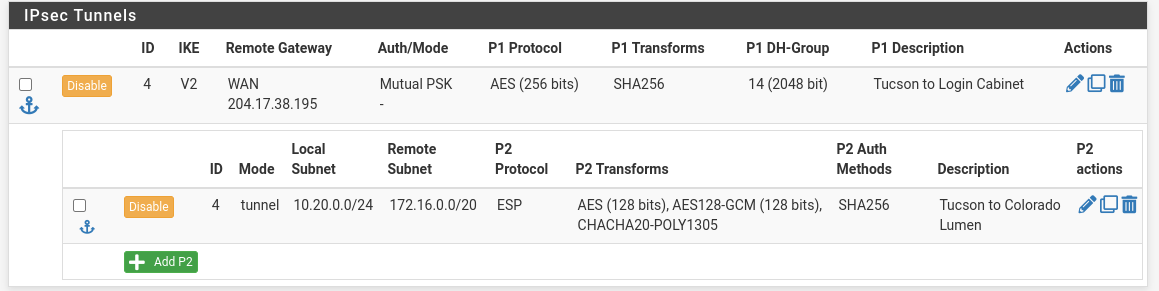 IPsec Tunnels
ID IKE Remote Gateway Auth/Mode P1 Protocol P1 Transforms P1 DH-Group P1 Description Actions
Disable 4 V2 WAN Mutual PSK AES (256 bits) SHA256 14 (2048 bit) Tucson to Login Cabinet
204.17.38.195 -
Local Remote P2 P2 Auth P2
ID Mode Subnet Subnet Protocol P2 Transforms Methods Description actions
Disable 4 tunnel 10.20.0.0/24 172.16.0.0/20 ESP AES (128 bits), AES128-GCM (128 bits), SHA256 Tucson to Colorado
CHACHA20-POLY1305 Lumen
Add P2